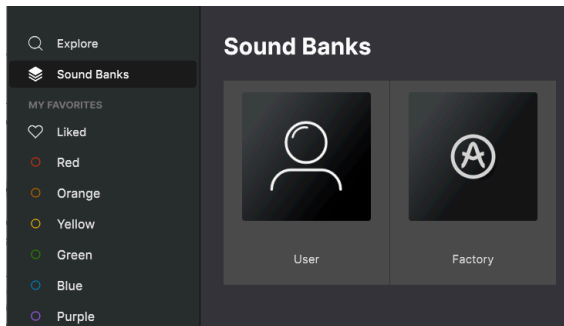 Explore
Sound Banks
MY FAVORITES
Liked
Red
Orange
Yellow
Green
Blue
Purple
Sound Banks
User
Factory